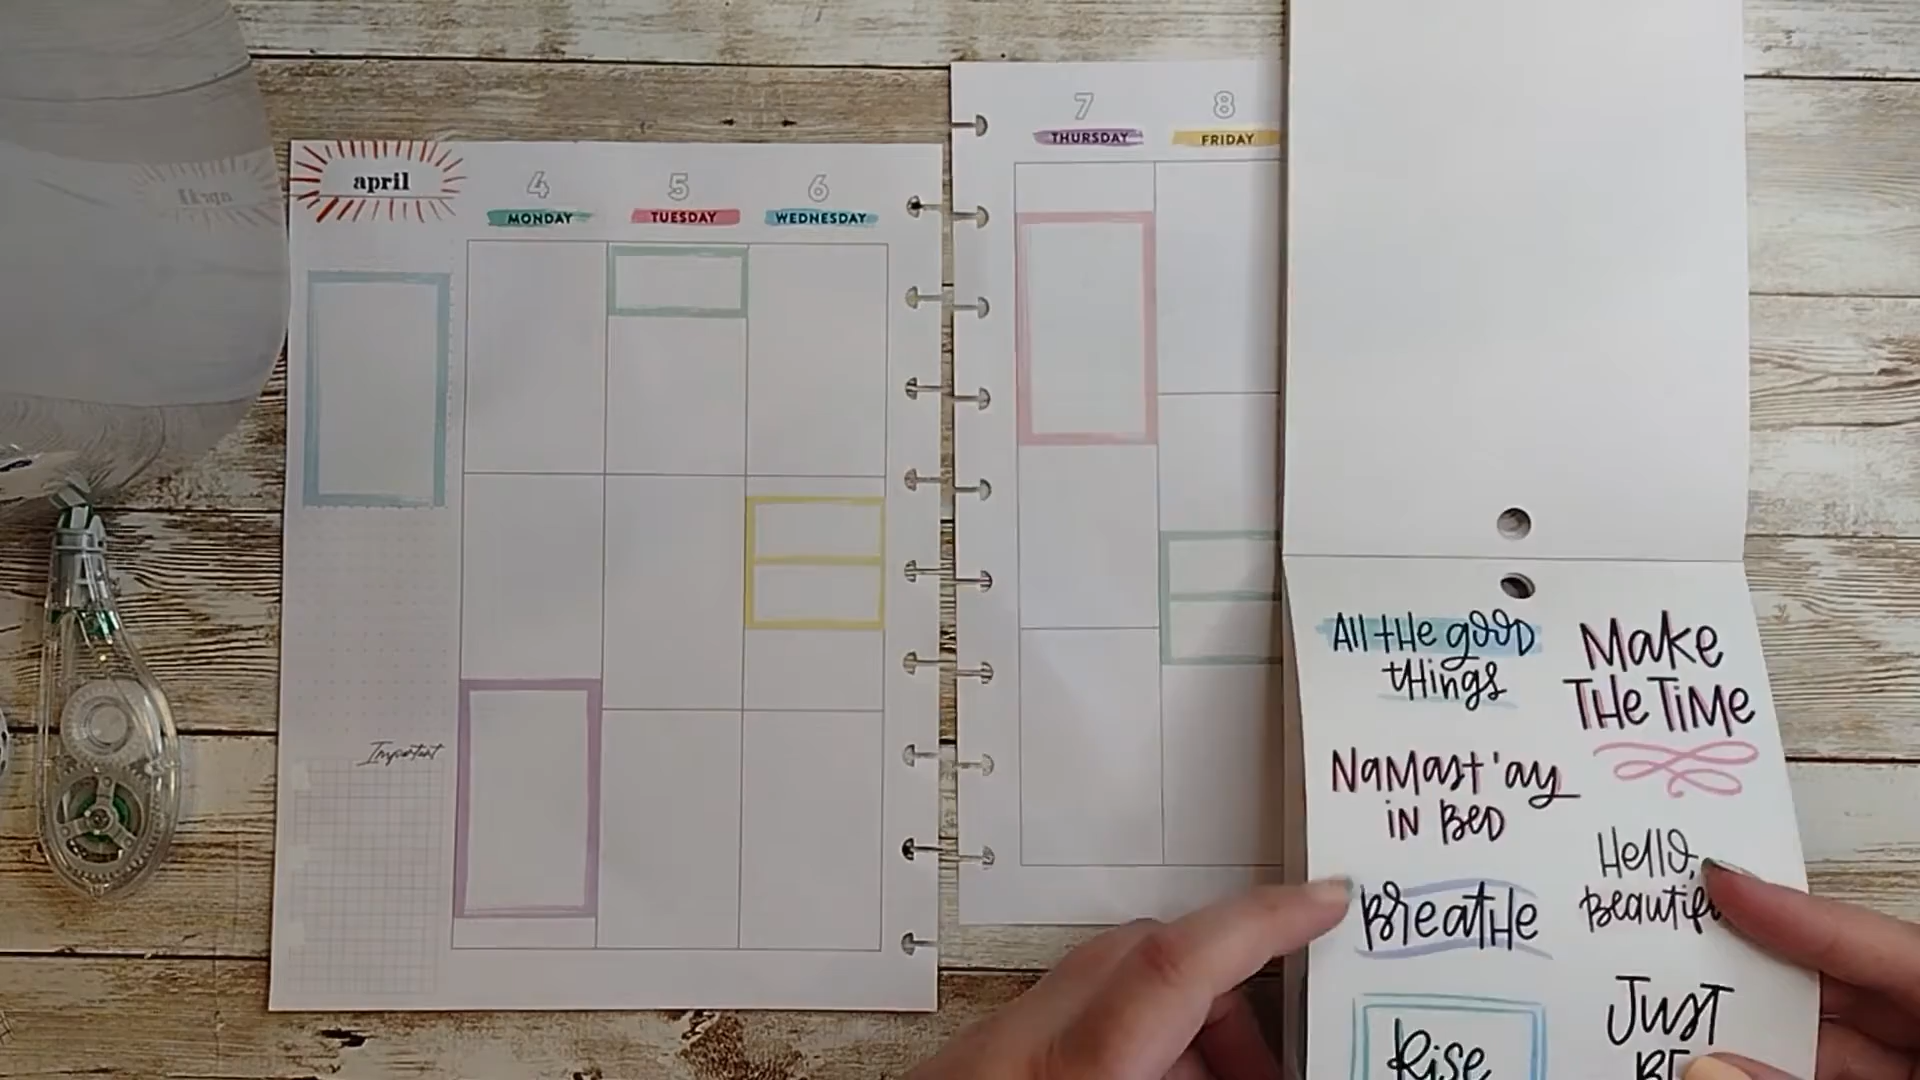 april
4
MONDAY
5
TUESDAY
6
WEDNESDAY
Important
7
THURSDAY
8
FRIDAY
All the good
things
Make
the time
Namast'ay
in bed
Hello,
Breathe
Just
Be
Rise